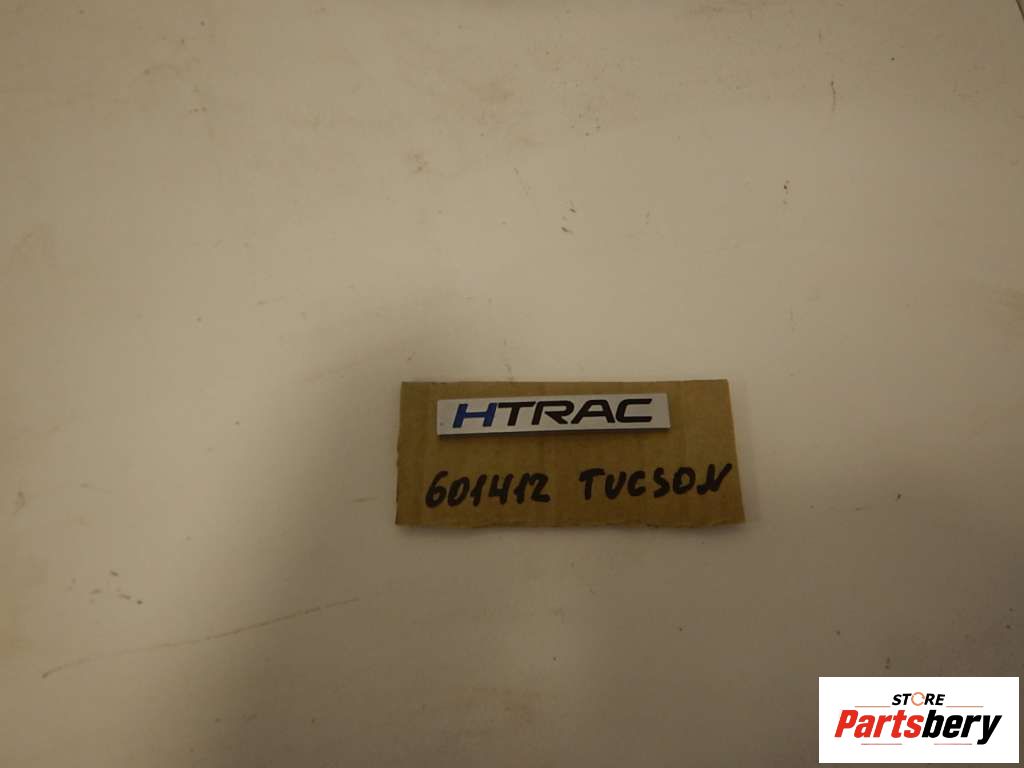 HTRAC
601412 TUCSON
STORE
Partsbery